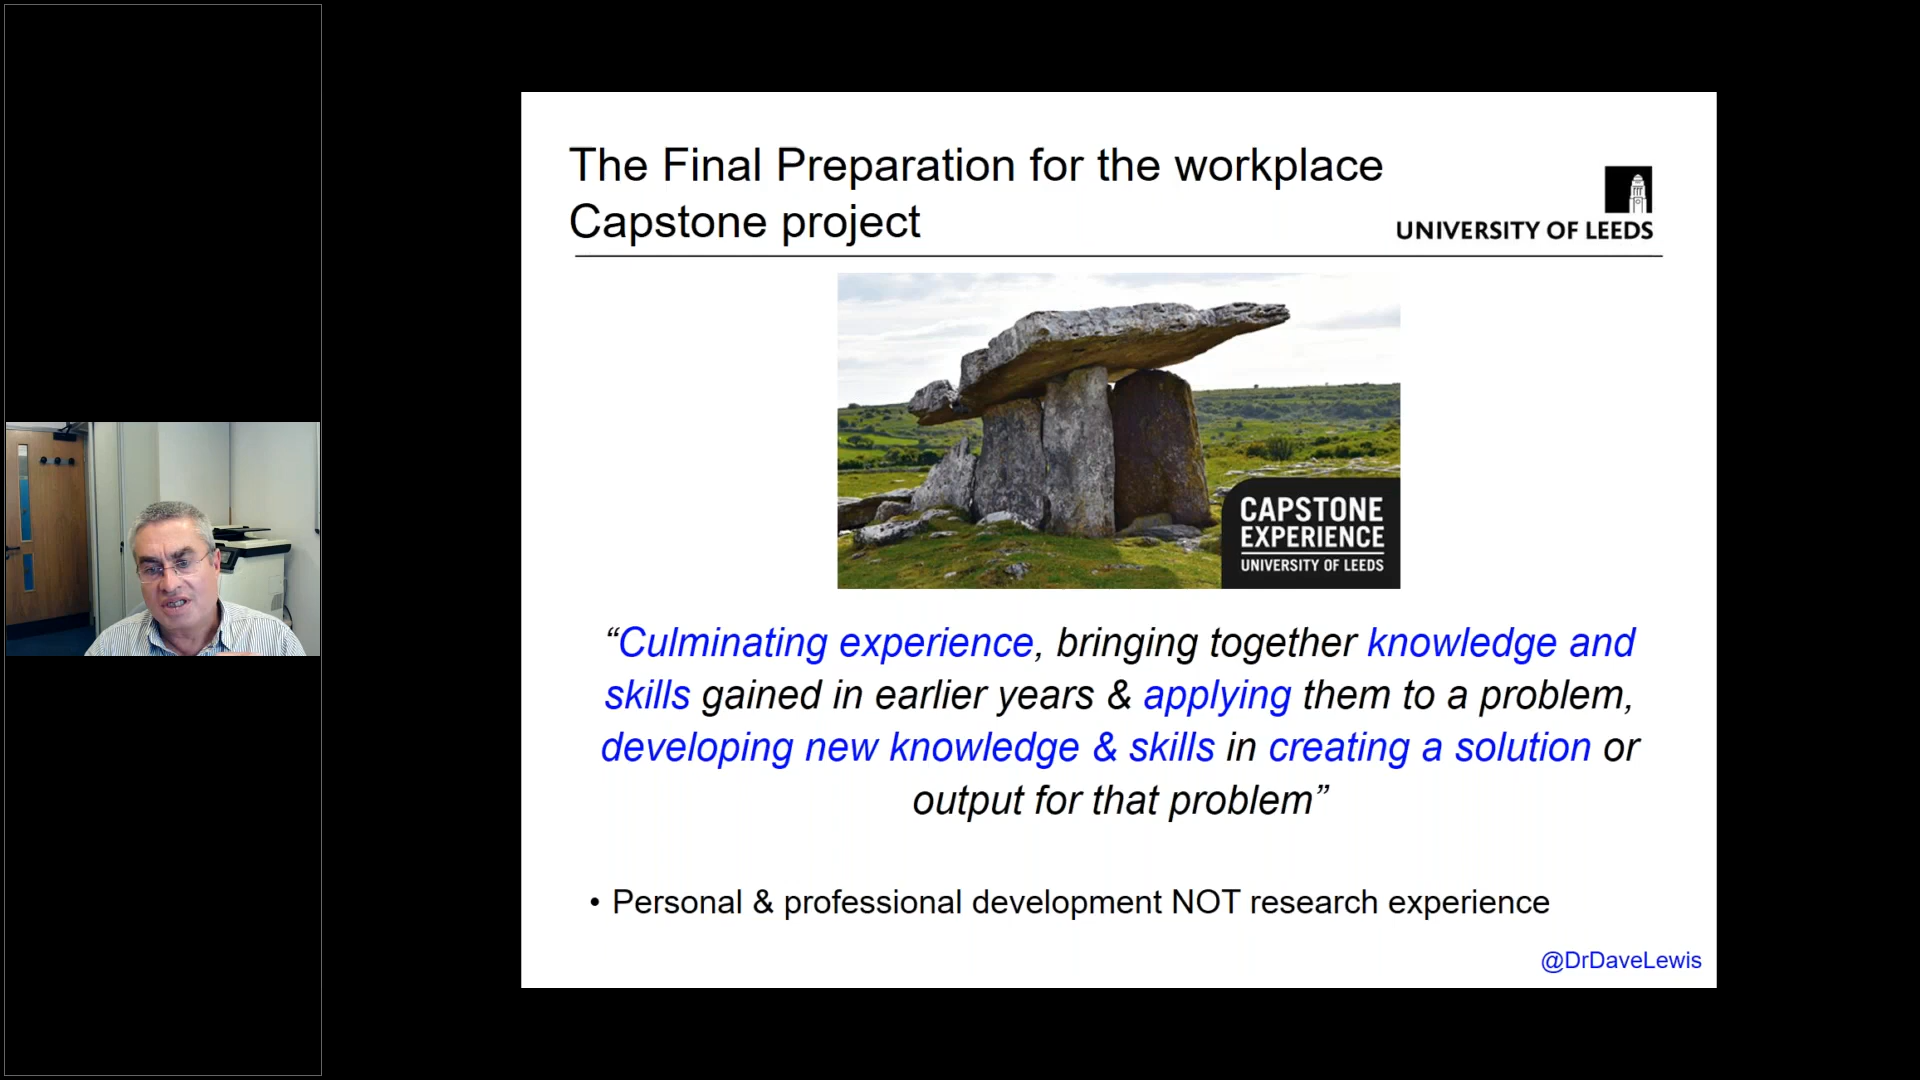 The Final Preparation for the workplace
Capstone project
UNIVERSITY OF LEEDS
CAPSTONE
EXPERIENCE
UNIVERSITY OF LEEDS
“Culminating experience, bringing together knowledge and
skills gained in earlier years & applying them to a problem,
developing new knowledge & skills in creating a solution or
output for that problem”
• Personal & professional development NOT research experience
@DrDaveLewis